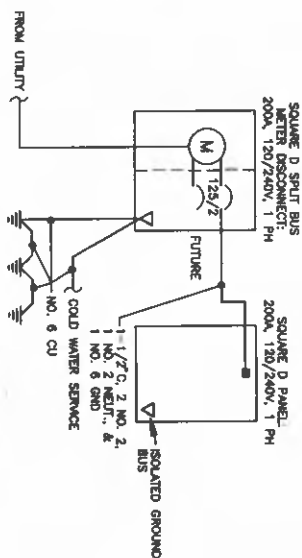 SQUARE D SPLIT BUS
METER DISCONNECT,
200A, 120/240V, 1 PH
SQUARE D PANEL
200A, 120/240V, 1 PH
M
125/2
FUTURE
FROM UTILITY
COLD WATER SERVICE
NO. 6 CU
1-1/2"C, 2 NO. 2,
1 NO. 2 NEUT., &
1 NO. 6 GND
ISOLATED GROUND
BUS